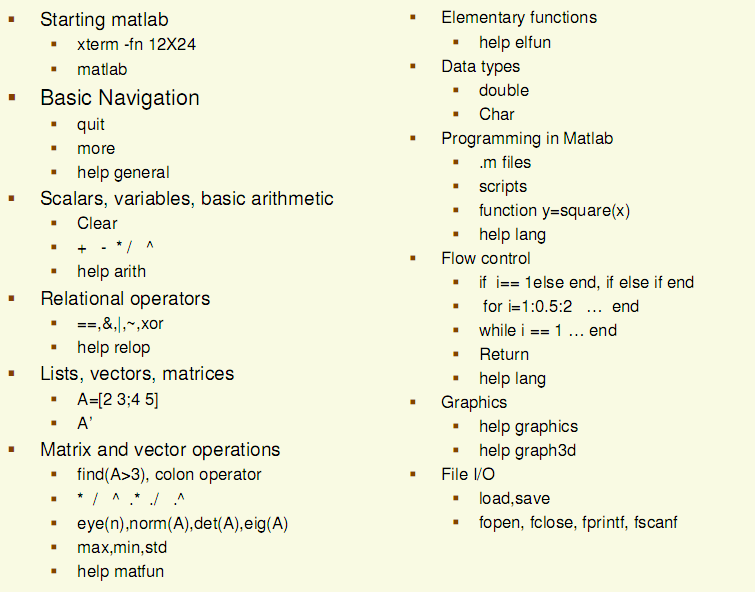 Starting matlab
xterm -fn 12X24
matlab
Basic Navigation
quit
more
help general
Scalars, variables, basic arithmetic
Clear
+ - * / ^
help arith
Relational operators
==,&,|,~,xor
help relop
Lists, vectors, matrices
A=[2 3;4 5]
A’
Matrix and vector operations
find(A>3), colon operator
* / ^ .* ./ .^
eye(n),norm(A),det(A),eig(A)
max,min,std
help matfun
Elementary functions
help elfun
Data types
double
Char
Programming in Matlab
.m files
scripts
function y=square(x)
help lang
Flow control
if i== 1else end, if else if end
for i=1:0.5:2 … end
while i == 1 … end
Return
help lang
Graphics
help graphics
help graph3d
File I/O
load,save
fopen, fclose, fprintf, fscanf